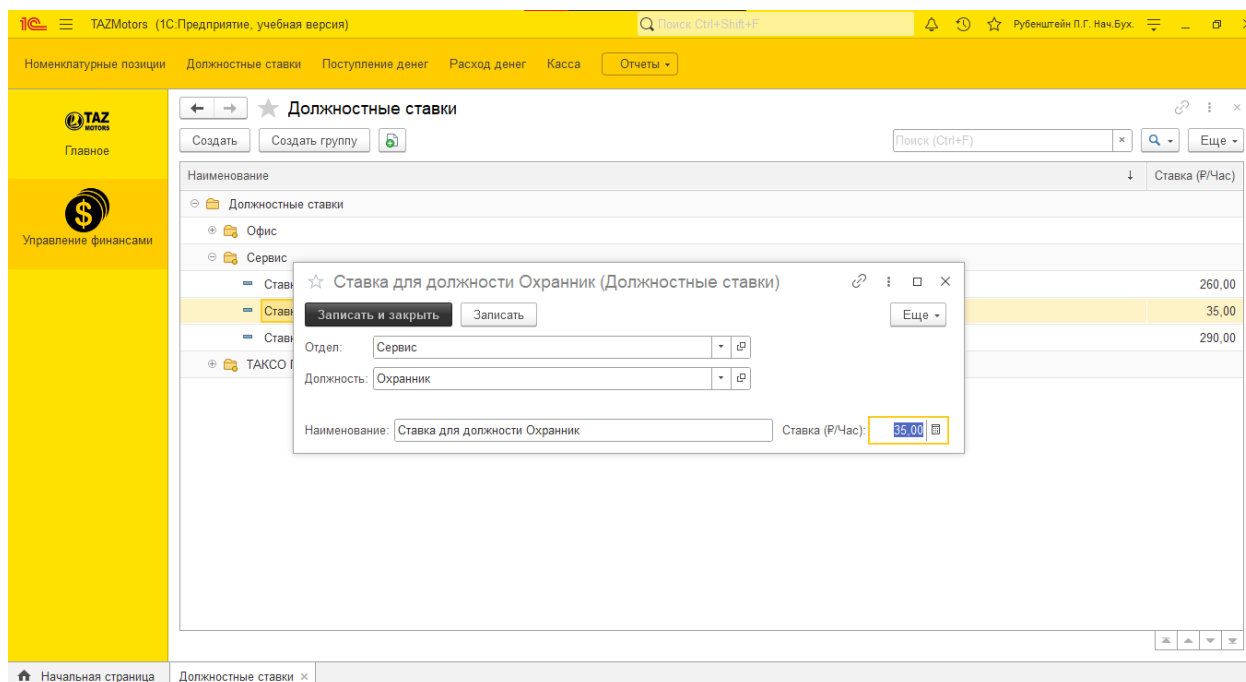 1С TAZMotors (1С:Предприятие, учебная версия) Поиск Ctrl+Shift+F Рубенштейн П.Г. Нач.Бух.
Номенклатурные позиции Должностные ставки Поступление денег Расход денег Касса Отчеты
TAZ
MOTORS
Главное
Управление финансами
Должностные ставки
Создать Создать группу Поиск (Ctrl+F) × Еще
Наименование ↓ Ставка (₽/Час)
Должностные ставки
Офис
Сервис
Ставка для должности Охранник (Должностные ставки)
260,00
Записать и закрыть Записать Еще
35,00
290,00
Отдел: Сервис
ТАКСО
Должность: Охранник
Наименование: Ставка для должности Охранник Ставка (₽/Час): 35,00
Начальная страница Должностные ставки ×